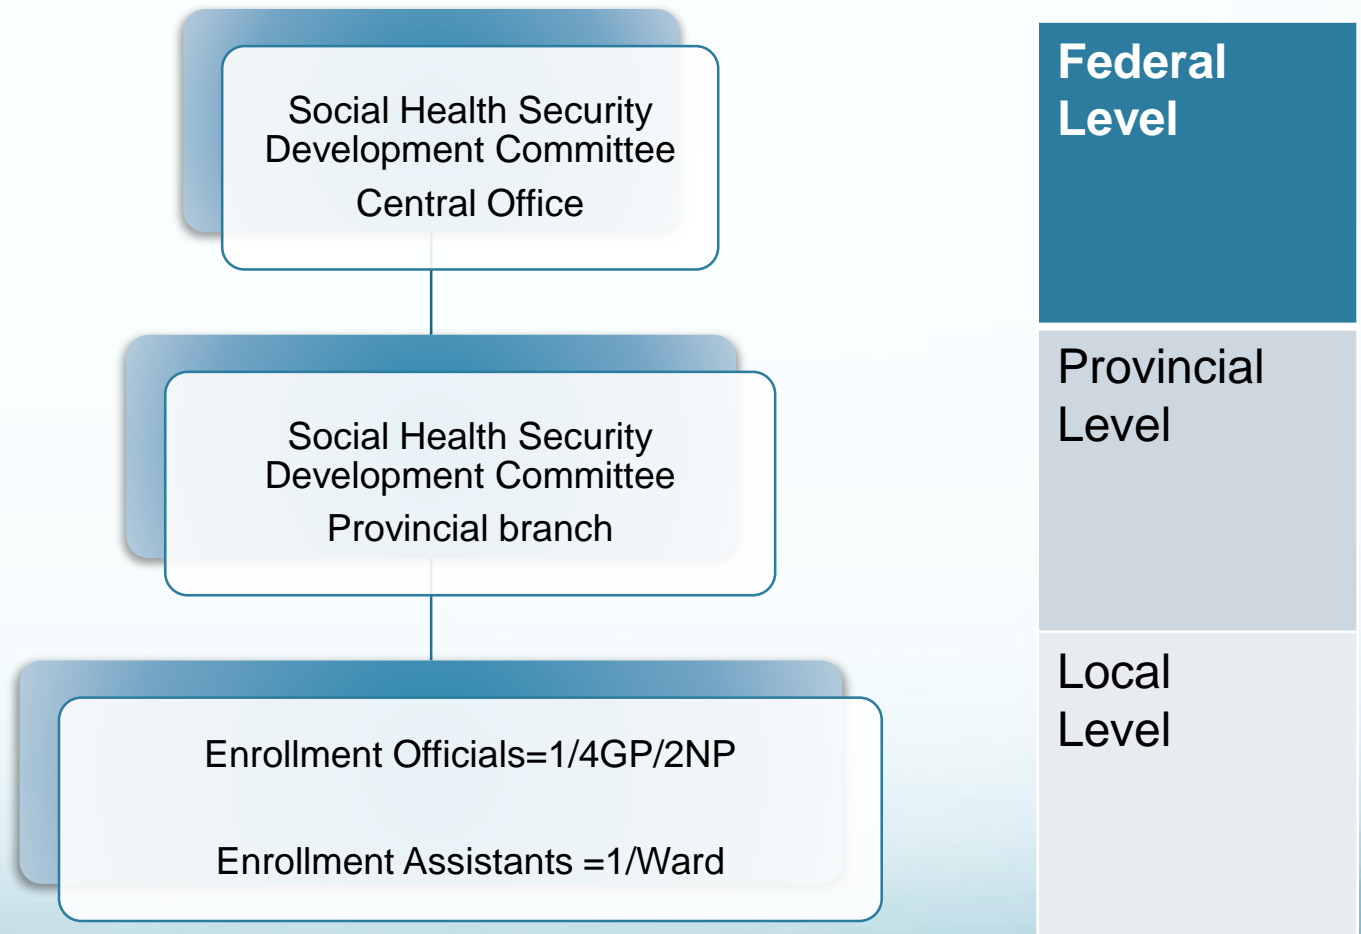 Social Health Security
Development Committee
Central Office
Federal
Level
Social Health Security
Development Committee
Provincial branch
Provincial
Level
Enrollment Officials=1/4GP/2NP
Enrollment Assistants =1/Ward
Local
Level